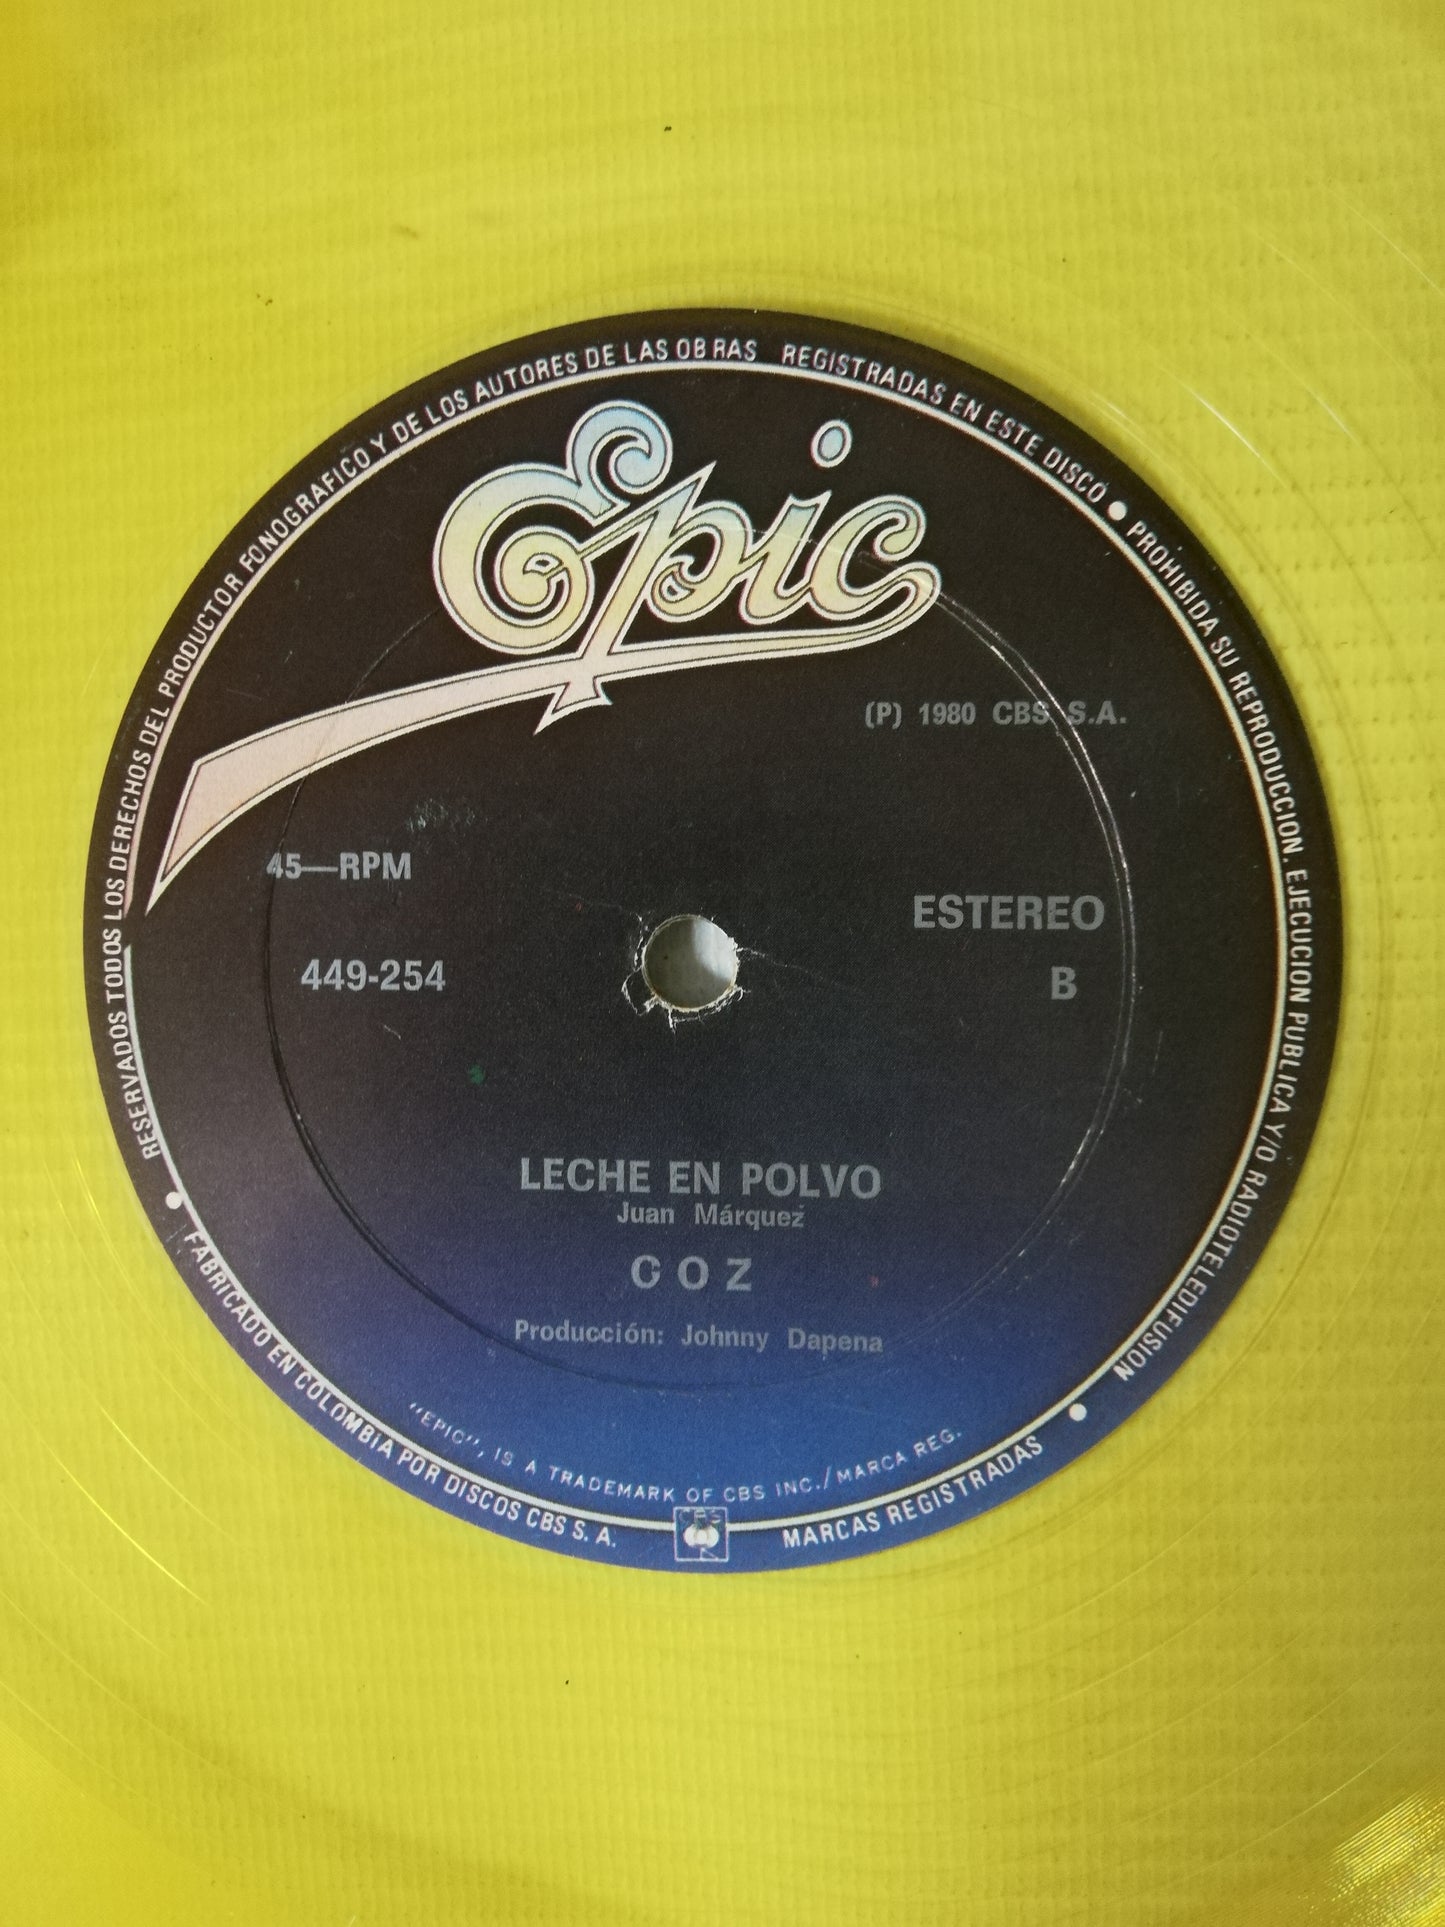 RESERVADOS TODOS LOS DERECHOS DEL PRODUCTOR FONOGRAFICO Y DE LOS AUTORES DE LAS OBRAS REGISTRADAS EN ESTE DISCO • PROHIBIDA SU REPRODUCCION. EJECUCION PUBLICA Y/O RADIOTELEDIFUSION •
Epic
(P) 1980 CBS S.A.
45—RPM
ESTEREO
449-254
B
LECHE EN POLVO
Juan Márquez
COZ
Producción: Johnny Dapena
"EPIC", IS A TRADEMARK OF CBS INC./MARCA REG.
• FABRICADO EN COLOMBIA POR DISCOS CBS S. A.
CBS
MARCAS REGISTRADAS